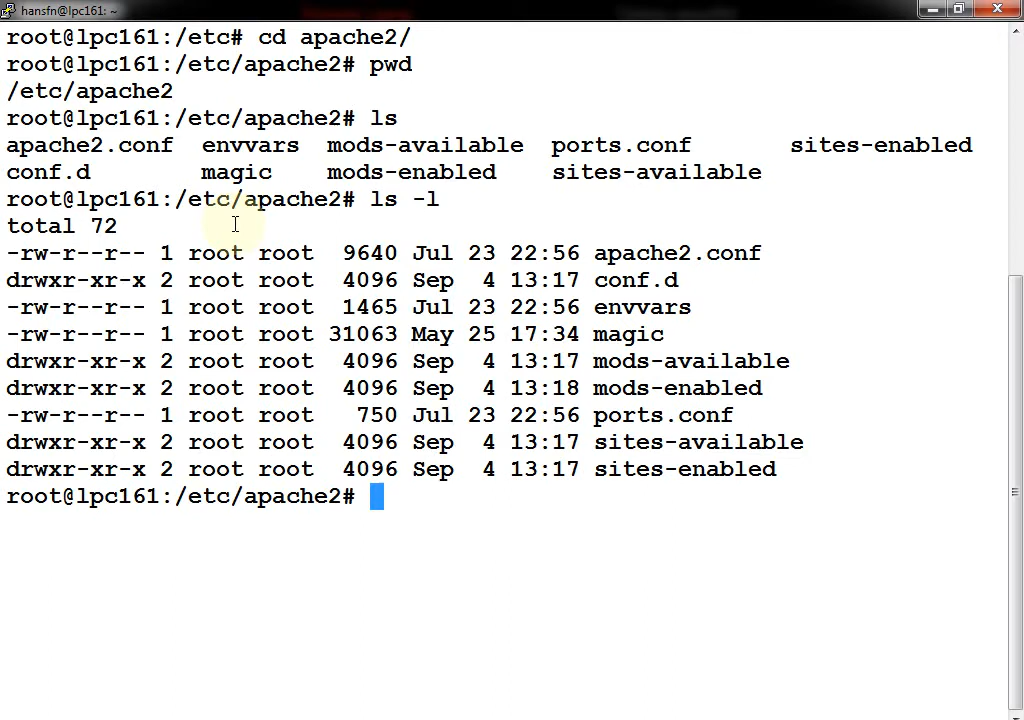 hansfn@lpc161: ~
root@lpc161:/etc# cd apache2/
root@lpc161:/etc/apache2# pwd
/etc/apache2
root@lpc161:/etc/apache2# ls
apache2.conf  envvars  mods-available  ports.conf       sites-enabled
conf.d        magic    mods-enabled    sites-available
root@lpc161:/etc/apache2# ls -l
total 72
-rw-r--r-- 1 root root  9640 Jul 23 22:56 apache2.conf
drwxr-xr-x 2 root root  4096 Sep  4 13:17 conf.d
-rw-r--r-- 1 root root  1465 Jul 23 22:56 envvars
-rw-r--r-- 1 root root 31063 May 25 17:34 magic
drwxr-xr-x 2 root root  4096 Sep  4 13:17 mods-available
drwxr-xr-x 2 root root  4096 Sep  4 13:18 mods-enabled
-rw-r--r-- 1 root root   750 Jul 23 22:56 ports.conf
drwxr-xr-x 2 root root  4096 Sep  4 13:17 sites-available
drwxr-xr-x 2 root root  4096 Sep  4 13:17 sites-enabled
root@lpc161:/etc/apache2#